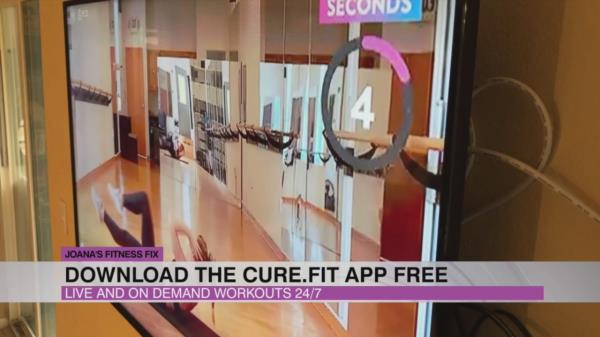 SECONDS
4
JOANA'S FITNESS FIX
DOWNLOAD THE CURE.FIT APP FREE
LIVE AND ON DEMAND WORKOUTS 24/7